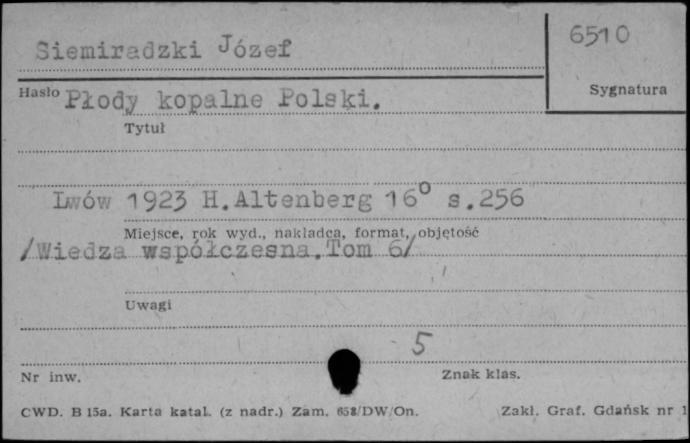 Siemiradzki Józef
6510
Hasło Płody kopalne Polski.
Sygnatura
Tytuł
Lwów 1923 H.Altenberg 16° s.256
Miejsce, rok wyd., nakładca, format, objętość
/Wiedza współczesna.Tom 6/
Uwagi
5
Nr inw.
Znak klas.
CWD. B 15a. Karta katal. (z nadr.) Zam. 658/DW/On.
Zakł. Graf. Gdańsk nr 1